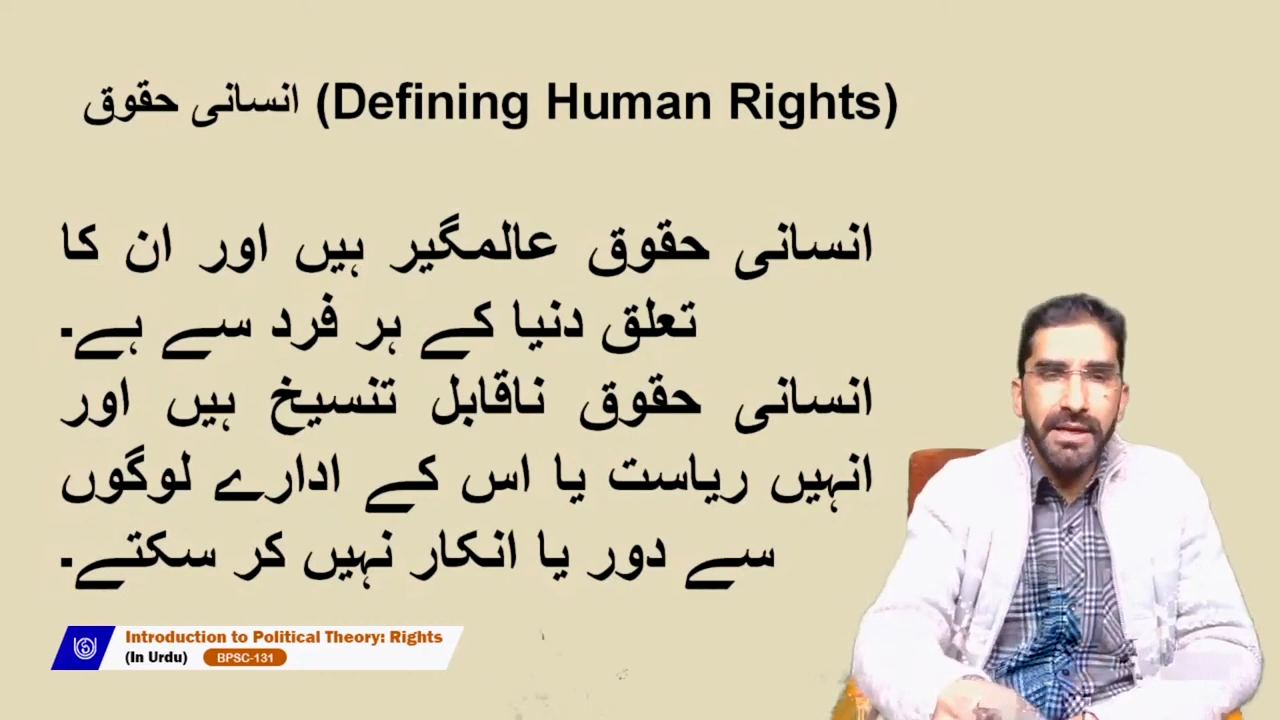 انسانی حقوق (Defining Human Rights)
انسانی حقوق عالمگیر ہیں اور ان کا
تعلق دنیا کے ہر فرد سے ہے۔
انسانی حقوق ناقابل تنسیخ ہیں اور
انہیں ریاست یا اس کے ادارے لوگوں
سے دور یا انکار نہیں کر سکتے۔
Introduction to Political Theory: Rights
(In Urdu) BPSC-131